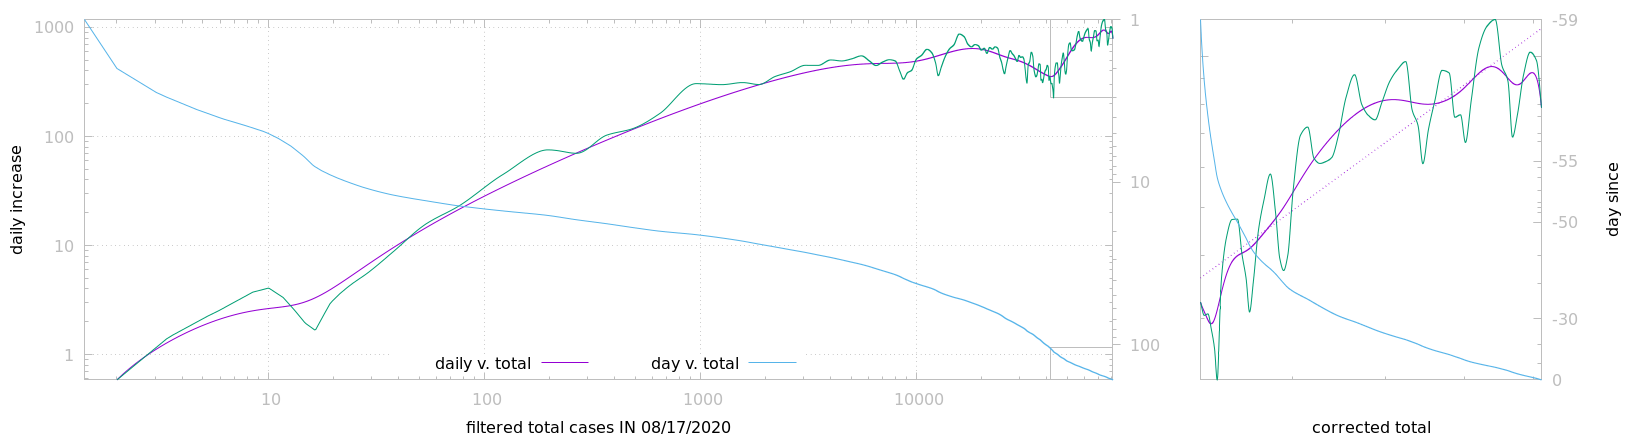 1000
100
10
1
daily increase
10
100
1000
10000
filtered total cases IN 08/17/2020
daily v. total
day v. total
1
10
100
-59
-55
-50
-30
0
day since
corrected total